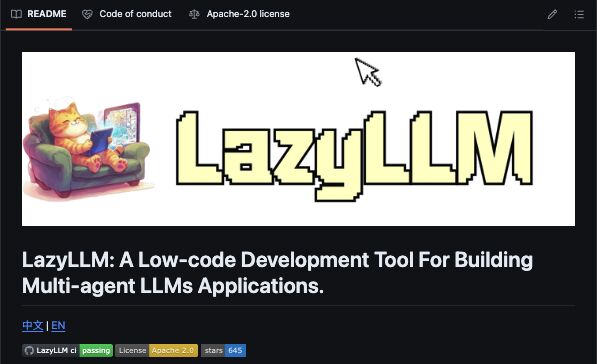 README Code of conduct Apache-2.0 license
LazyLLM
LazyLLM: A Low-code Development Tool For Building
Multi-agent LLMs Applications.
中文 | EN
LazyLLM ci passing License Apache 2.0 stars 645